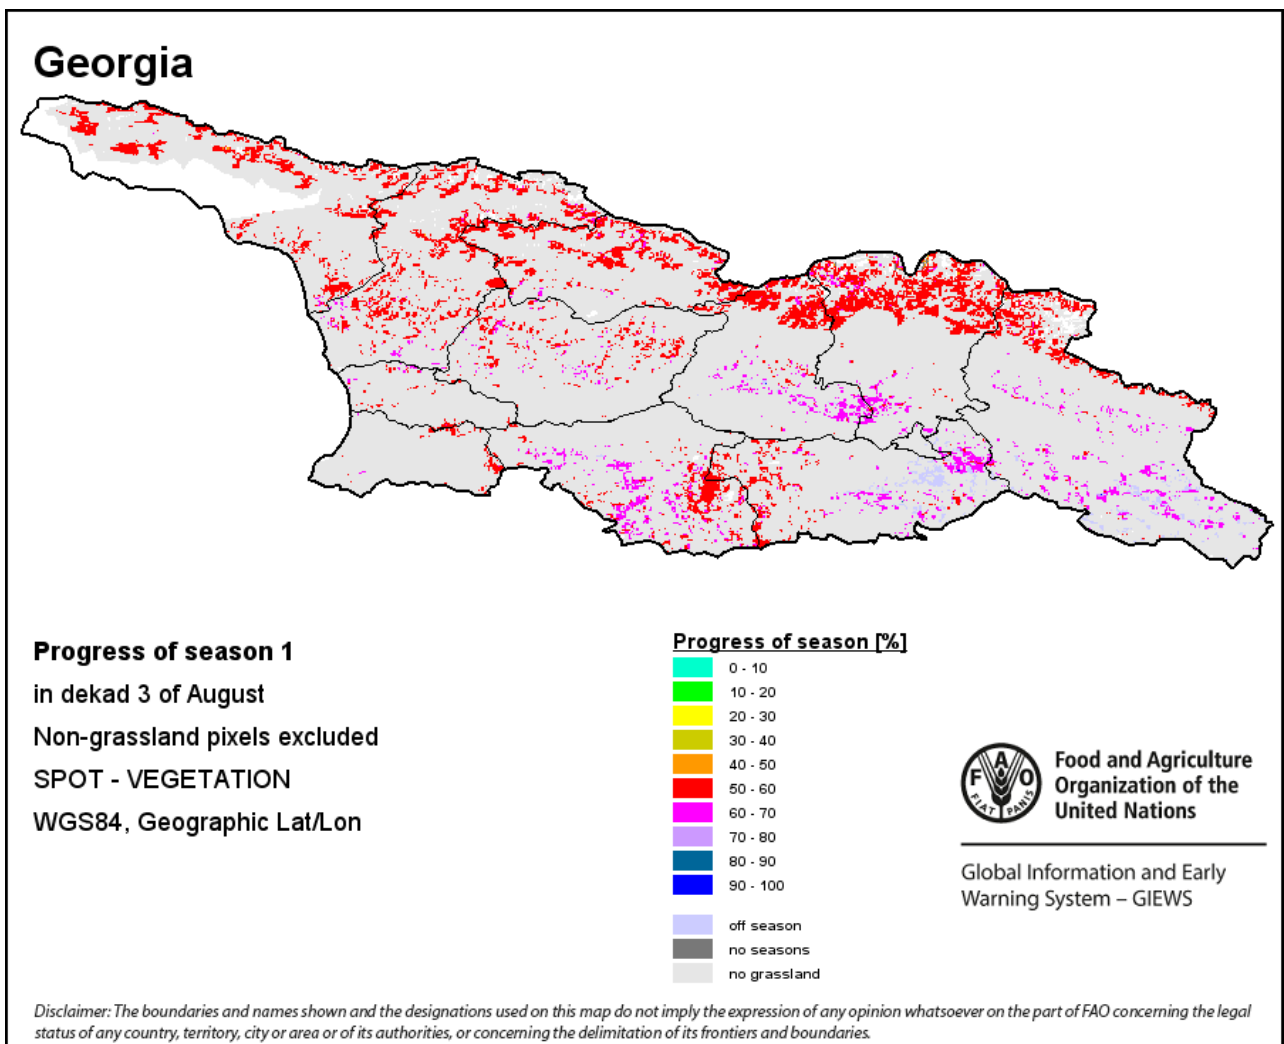 Georgia
Progress of season 1
in dekad 3 of August
Non-grassland pixels excluded
SPOT - VEGETATION
WGS84, Geographic Lat/Lon
Progress of season [%]
0 - 10
10 - 20
20 - 30
30 - 40
40 - 50
50 - 60
60 - 70
70 - 80
80 - 90
90 - 100
off season
no seasons
no grassland
F A O
FIAT PANIS
Food and Agriculture
Organization of the
United Nations
Global Information and Early
Warning System – GIEWS
Disclaimer: The boundaries and names shown and the designations used on this map do not imply the expression of any opinion whatsoever on the part of FAO concerning the legal
status of any country, territory, city or area or of its authorities, or concerning the delimitation of its frontiers and boundaries.